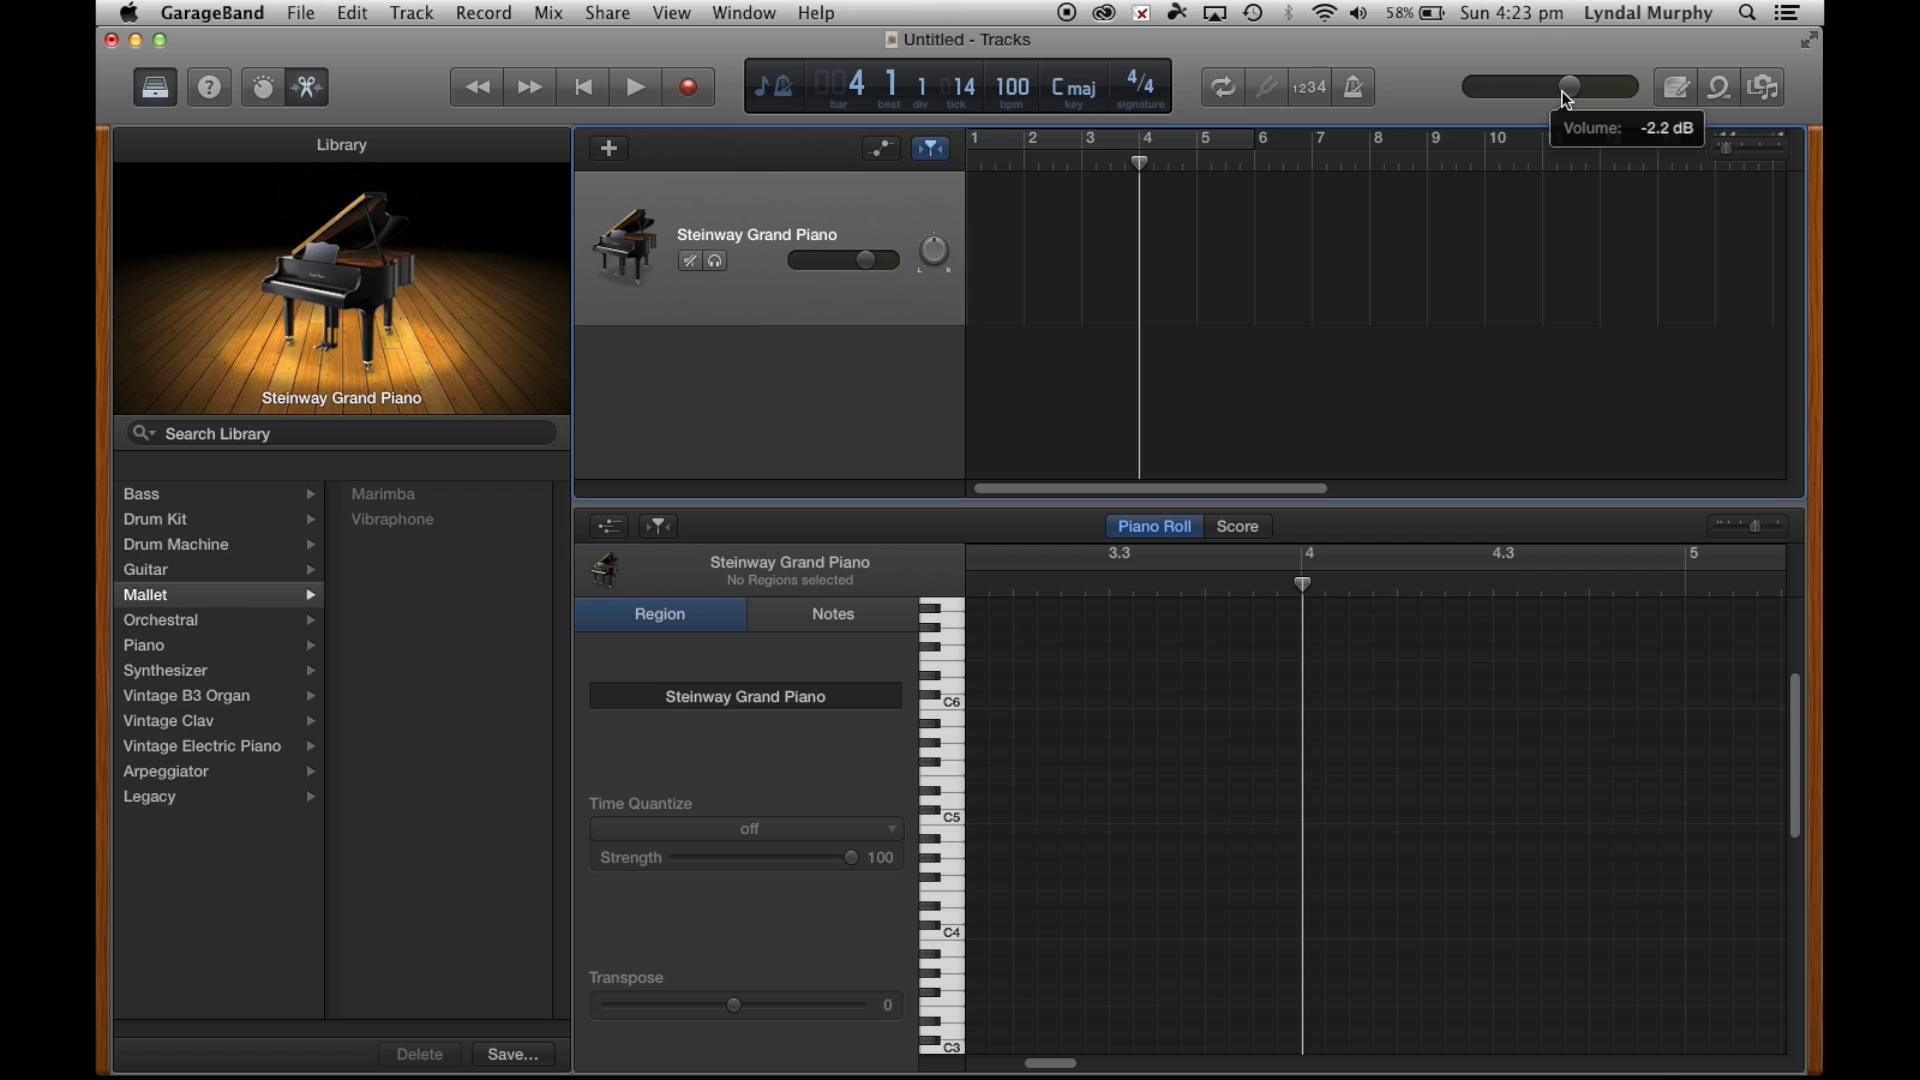 GarageBand File Edit Track Record Mix Share View Window Help 58% Sun 4:23 pm Lyndal Murphy
Untitled - Tracks
004 1 1 014 100 C maj 4/4
bar beat div tick bpm key signature
1234
Volume: -2.2 dB
Library
1 2 3 4 5 6 7 8 9 10
Steinway Grand Piano
L R
Steinway Grand Piano
Search Library
Bass
Drum Kit
Drum Machine
Guitar
Mallet
Orchestral
Piano
Synthesizer
Vintage B3 Organ
Vintage Clav
Vintage Electric Piano
Arpeggiator
Legacy
Marimba
Vibraphone
Delete Save...
Piano Roll Score
Steinway Grand Piano
No Regions selected
3.3 4 4.3 5
Region Notes
Steinway Grand Piano
Time Quantize
off
Strength 100
Transpose
0
C6
C5
C4
C3